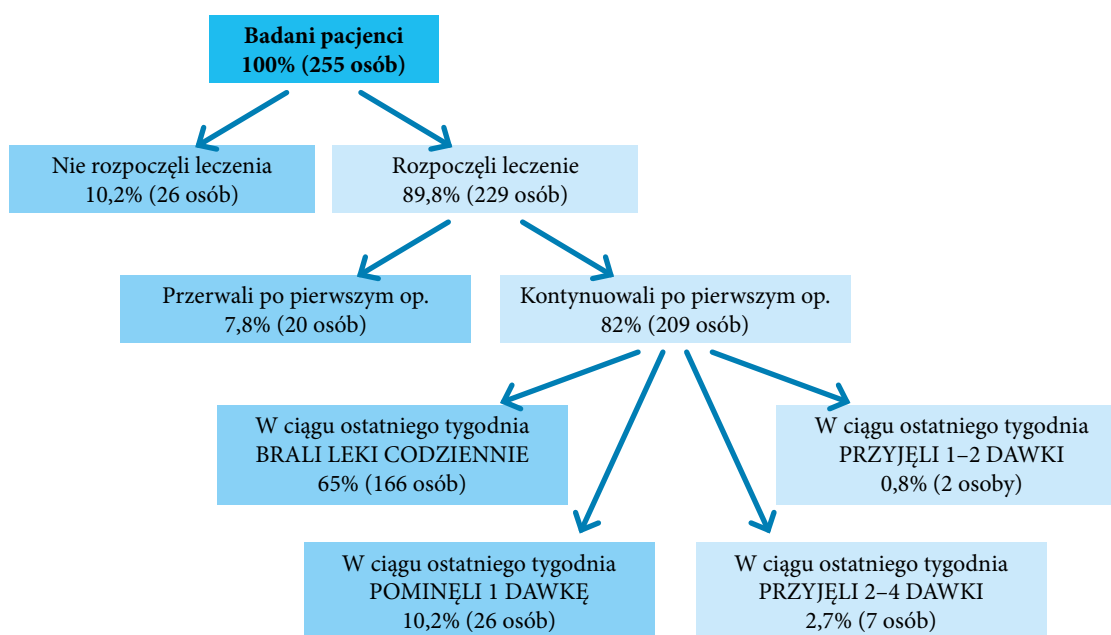 Badani pacjenci
100% (255 osób)
Nie rozpoczęli leczenia
10,2% (26 osób)
Rozpoczęli leczenie
89,8% (229 osób)
Przerwali po pierwszym op.
7,8% (20 osób)
Kontynuowali po pierwszym op.
82% (209 osób)
W ciągu ostatniego tygodnia
BRALI LEKI CODZIENNIE
65% (166 osób)
W ciągu ostatniego tygodnia
PRZYJĘLI 1–2 DAWKI
0,8% (2 osoby)
W ciągu ostatniego tygodnia
POMINĘLI 1 DAWKĘ
10,2% (26 osób)
W ciągu ostatniego tygodnia
PRZYJĘLI 2–4 DAWKI
2,7% (7 osób)